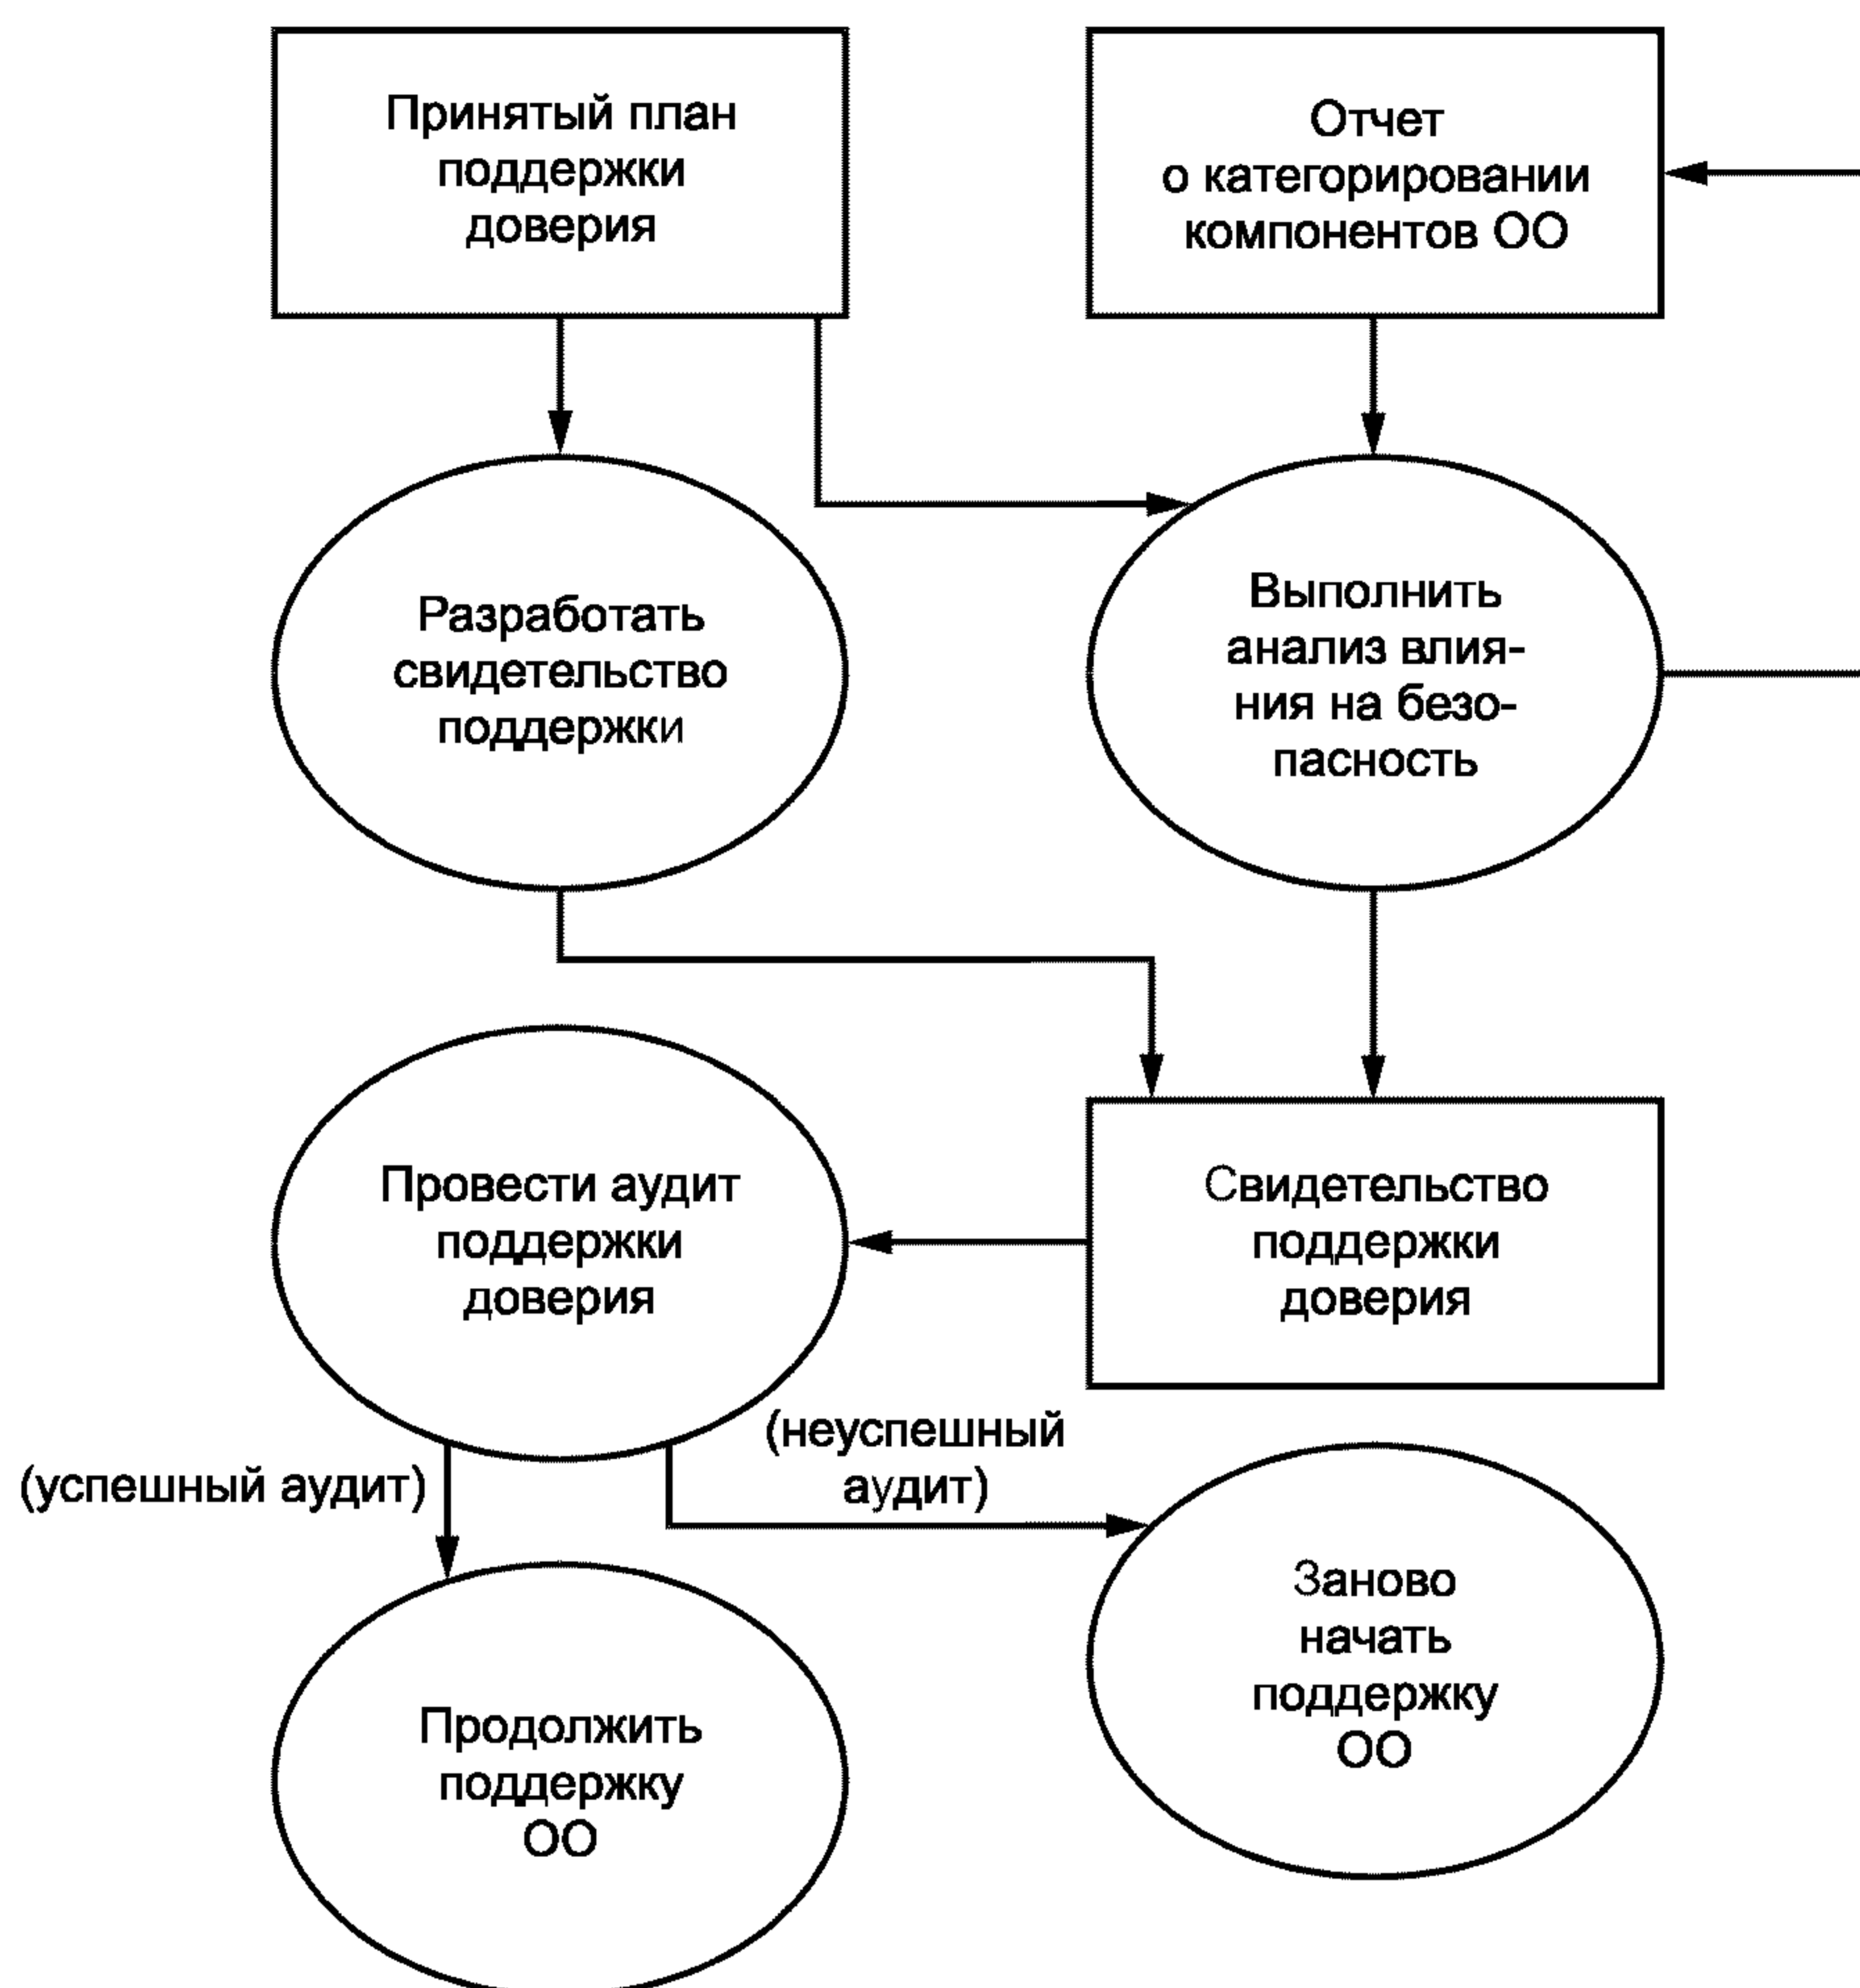 Принятый план
поддержки
доверия
Отчет
о категорировании
компонентов ОО
Разработать
свидетельство
поддержки
Выполнить
анализ влия-
ния на безо-
пасность
Провести аудит
поддержки
доверия
Свидетельство
поддержки
доверия
(успешный аудит)
(неуспешный
аудит)
Продолжить
поддержку
ОО
Заново
начать
поддержку
ОО